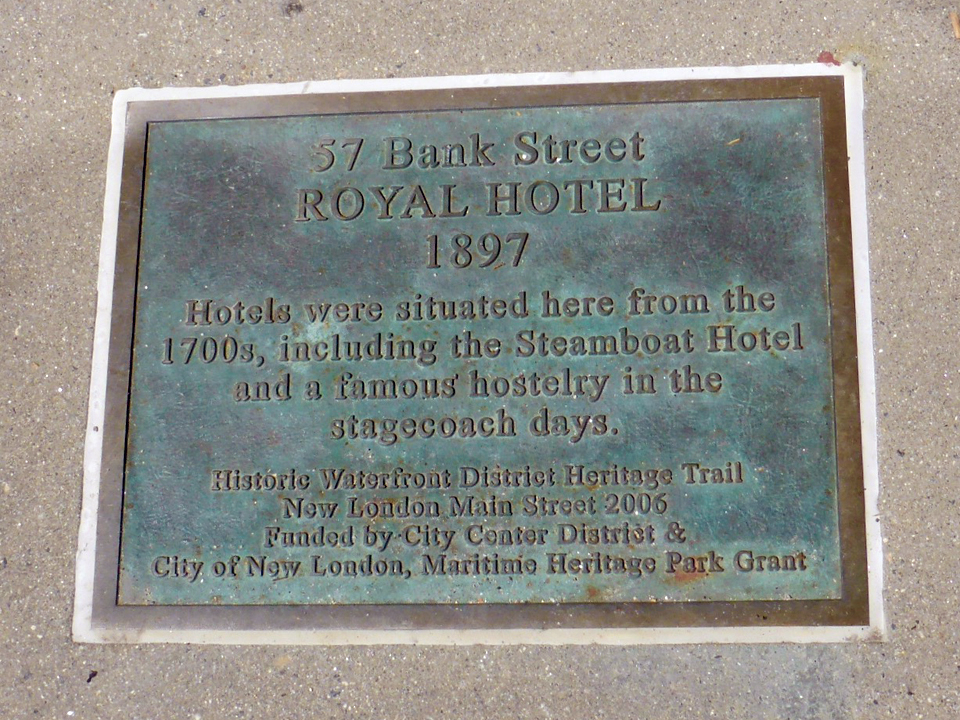 57 Bank Street
ROYAL HOTEL
1897
Hotels were situated here from the
1700s, including the Steamboat Hotel
and a famous hostelry in the
stagecoach days.
Historic Waterfront District Heritage Trail
New London Main Street 2006
Funded by City Center District &
City of New London, Maritime Heritage Park Grant